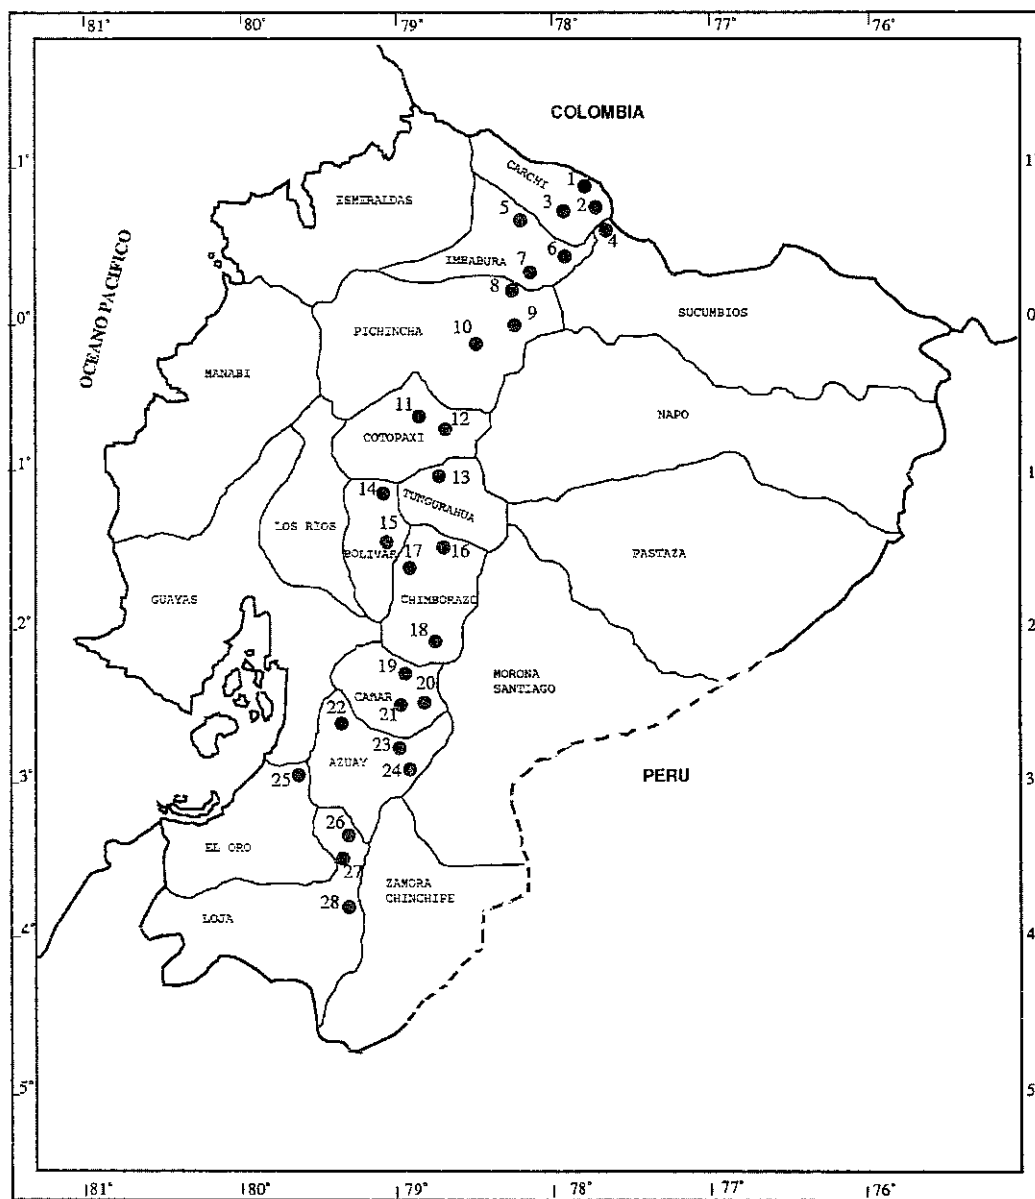 81° 80° 79° 78° 77° 76°
COLOMBIA
1° 1°
CARCHI
1
2
3
4
ESMERALDAS
5
6
IMBABURA
7
8
OCEANO PACIFICO
0° 0
9
10
PICHINCHA
SUCUMBIOS
MANABI
NAPO
11
12
COTOPAXI
1° 1
13
14
TUNGURAHUA
LOS RIOS
15
BOLIVAR
16
17
PASTAZA
GUAYAS
CHIMBORAZO
2° 2
18
19
MORONA
SANTIAGO
20
CAÑAR
21
22
23
AZUAY
24
3° 3
25
PERU
26
EL ORO
27
ZAMORA
CHINCHIPE
28
LOJA
4° 4
5° 5
81° 80° 79° 78° 77° 76°